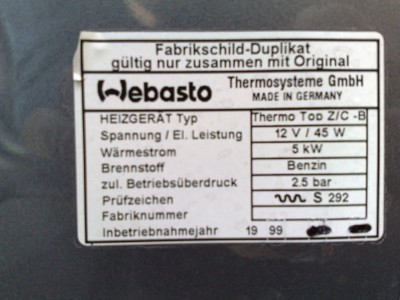 Fabrikschild-Duplikat
gültig nur zusammen mit Original
Webasto Thermosysteme GmbH
MADE IN GERMANY
HEIZGERÄT Typ Thermo Top Z/C -B
Spannung / El. Leistung 12 V / 45 W
Wärmestrom 5 kW
Brennstoff Benzin
zul. Betriebsüberdruck 2.5 bar
Prüfzeichen S 292
Fabriknummer
Inbetriebnahmejahr 19 99